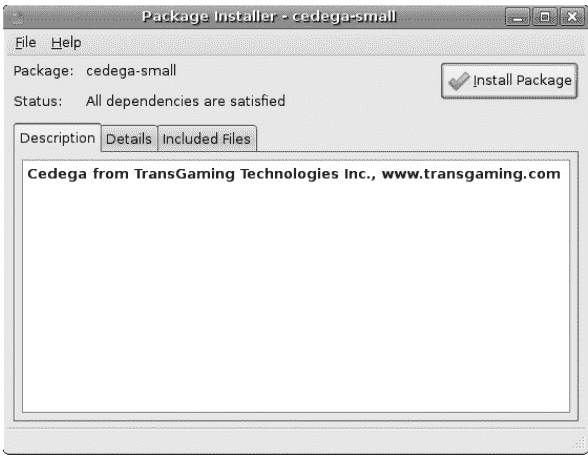 Package Installer - cedega-small
File Help
Package: cedega-small
Install Package
Status: All dependencies are satisfied
Description Details Included Files
Cedega from TransGaming Technologies Inc., www.transgaming.com